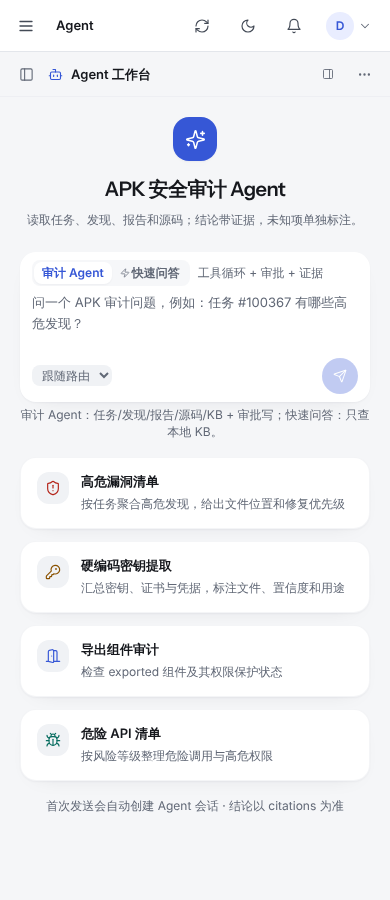 Agent
D
Agent 工作台
APK 安全审计 Agent
读取任务、发现、报告和源码；结论带证据，未知项单独标注。
审计 Agent 快速问答 工具循环 + 审批 + 证据
问一个 APK 审计问题，例如：任务 #100367 有哪些高
危发现？
跟随路由
审计 Agent：任务/发现/报告/源码/KB + 审批写；快速问答：只查
本地 KB。
高危漏洞清单
按任务聚合高危发现，给出文件位置和修复优先级
硬编码密钥提取
汇总密钥、证书与凭据，标注文件、置信度和用途
导出组件审计
检查 exported 组件及其权限保护状态
危险 API 清单
按风险等级整理危险调用与高危权限
首次发送会自动创建 Agent 会话 · 结论以 citations 为准